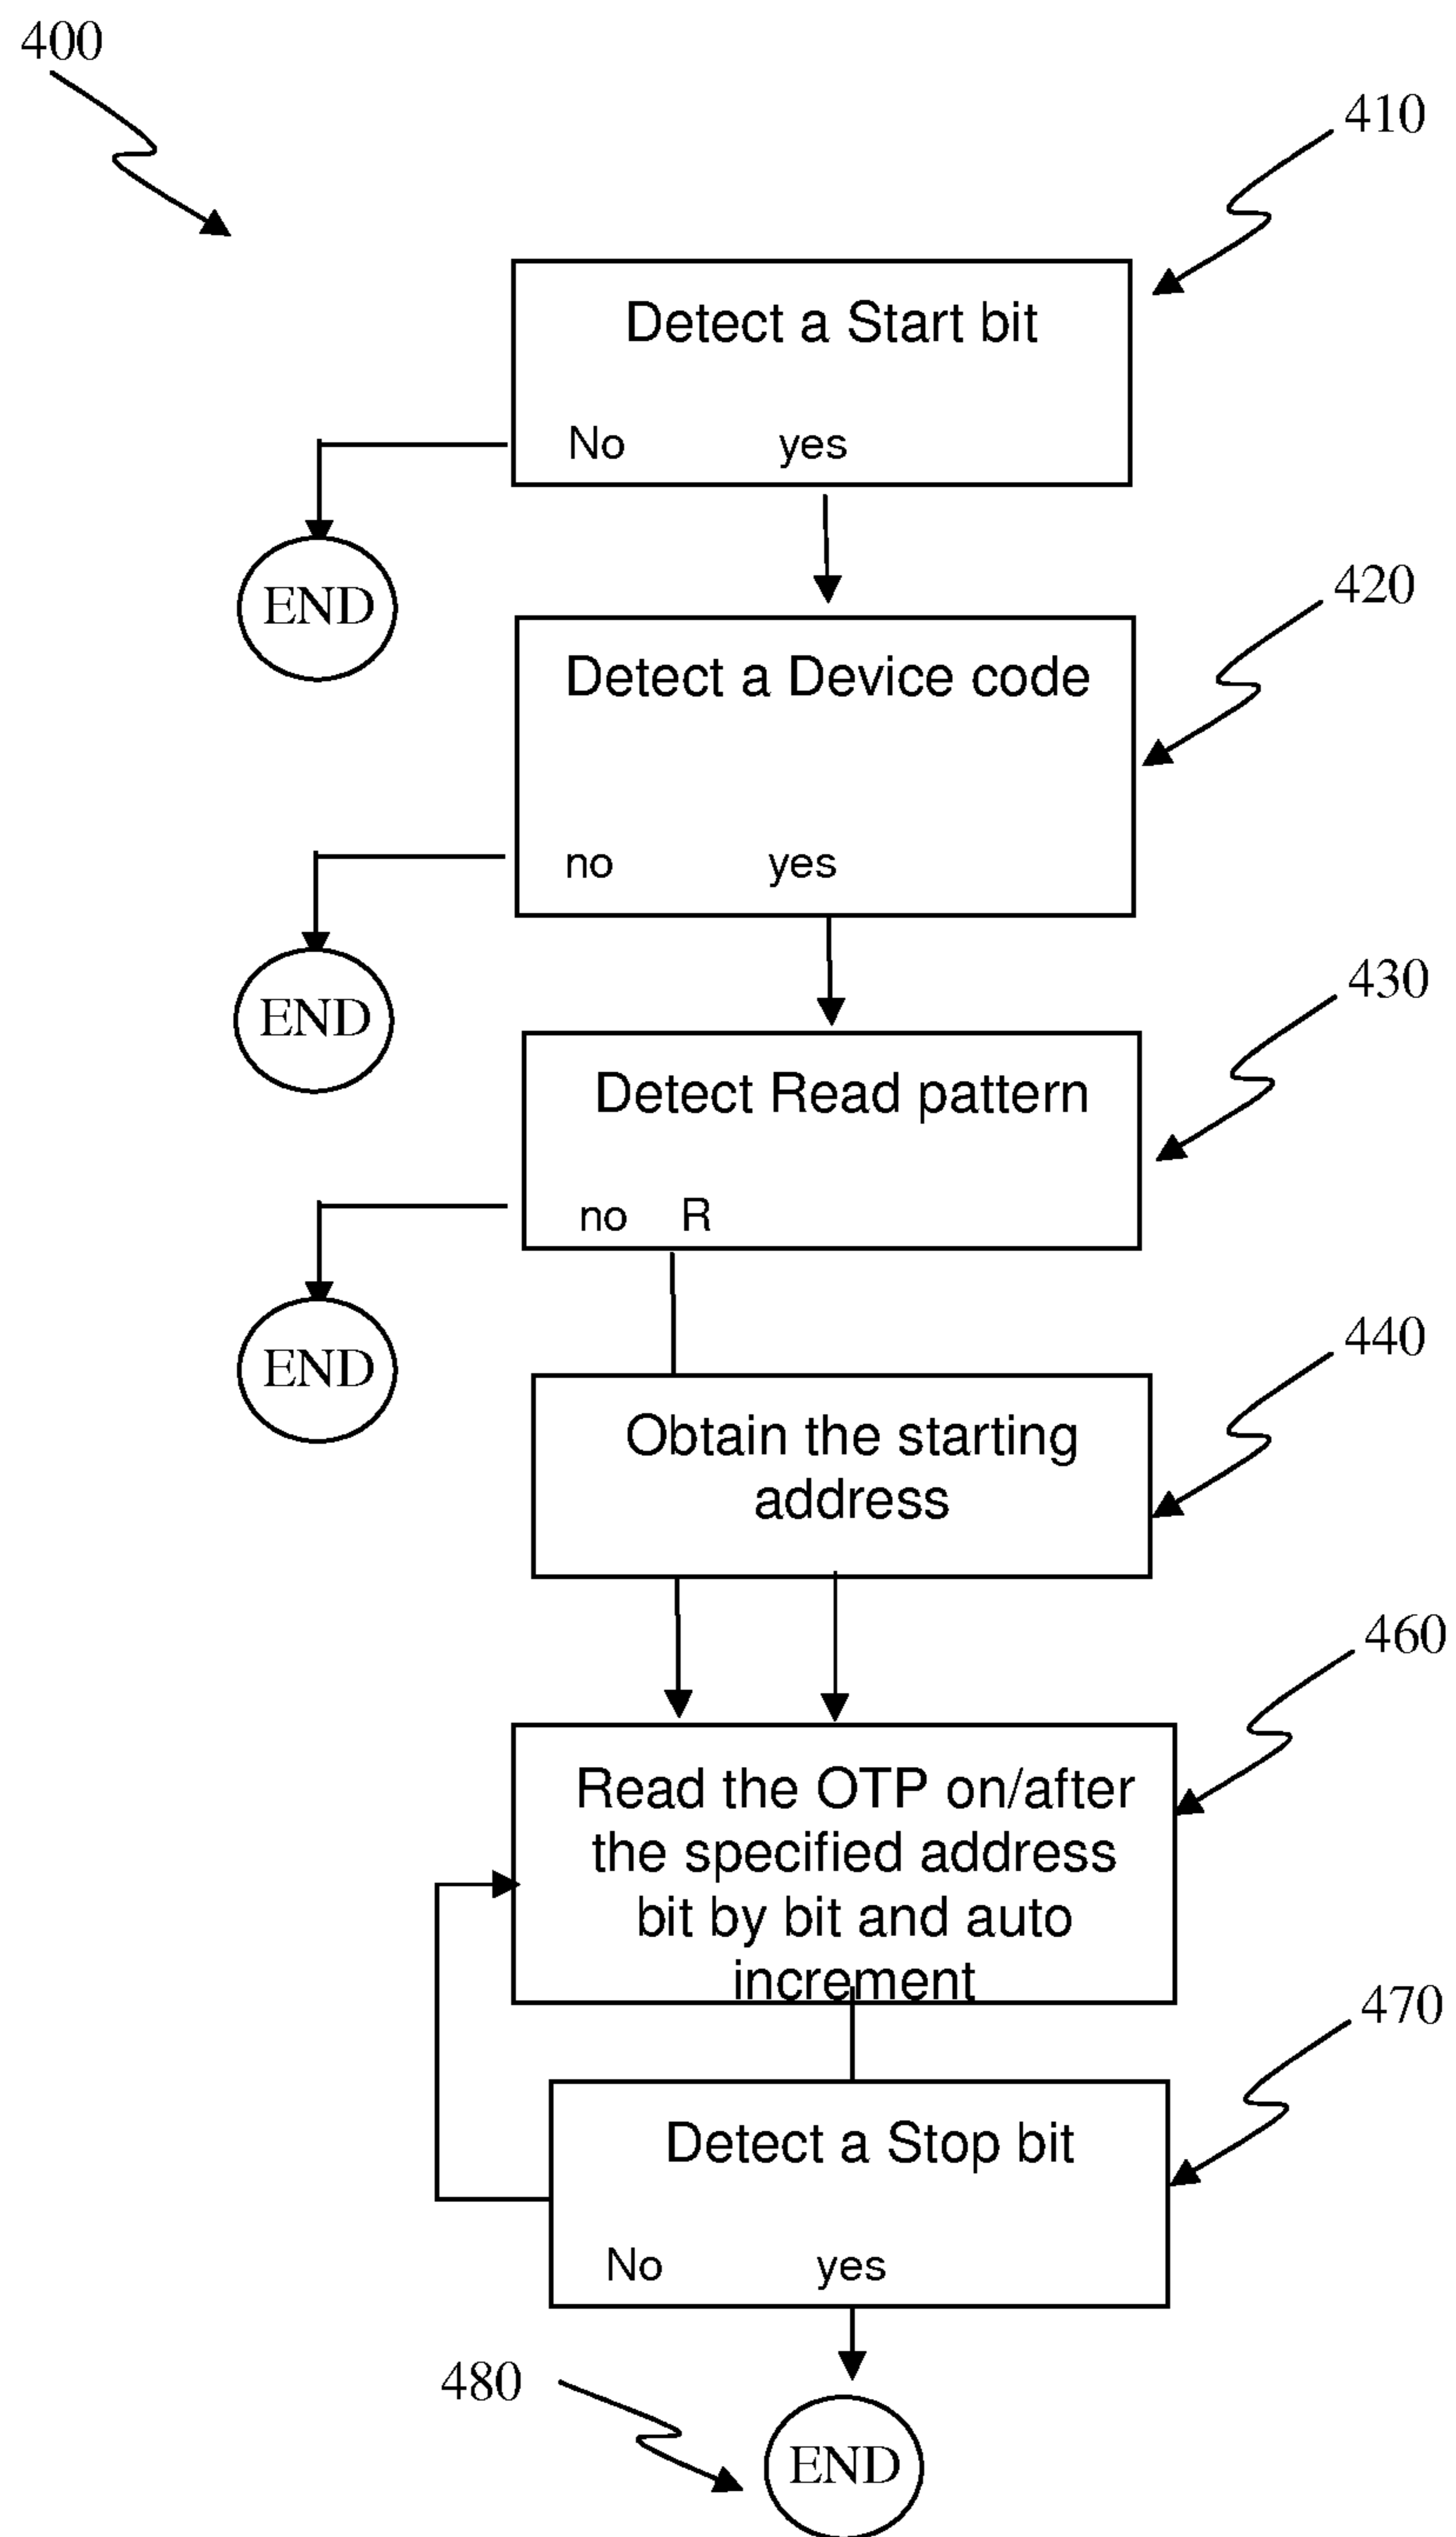 400
410
Detect a Start bit
No yes
END
420
Detect a Device code
no yes
END
430
Detect Read pattern
no R
END
440
Obtain the starting
address
460
Read the OTP on/after
the specified address
bit by bit and auto
increment
470
Detect a Stop bit
No yes
480
END